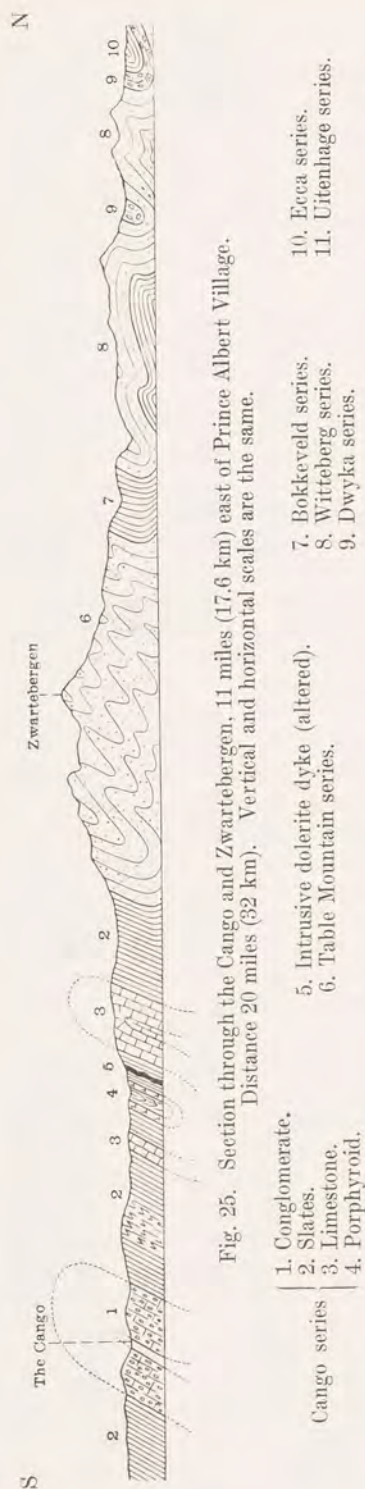 S
N
The Cango
Zwartebergen
2 1 2 3 4 5 3 2 6 7 8 9 8 9 10
Fig. 25. Section through the Cango and Zwartebergen, 11 miles (17.6 km) east of Prince Albert Village.
Distance 20 miles (32 km). Vertical and horizontal scales are the same.
Cango series
1. Conglomerate.
2. Slates.
3. Limestone.
4. Porphyroid.
5. Intrusive dolerite dyke (altered).
6. Table Mountain series.
7. Bokkeveld series.
8. Witteberg series.
9. Dwyka series.
10. Ecca series.
11. Uitenhage series.